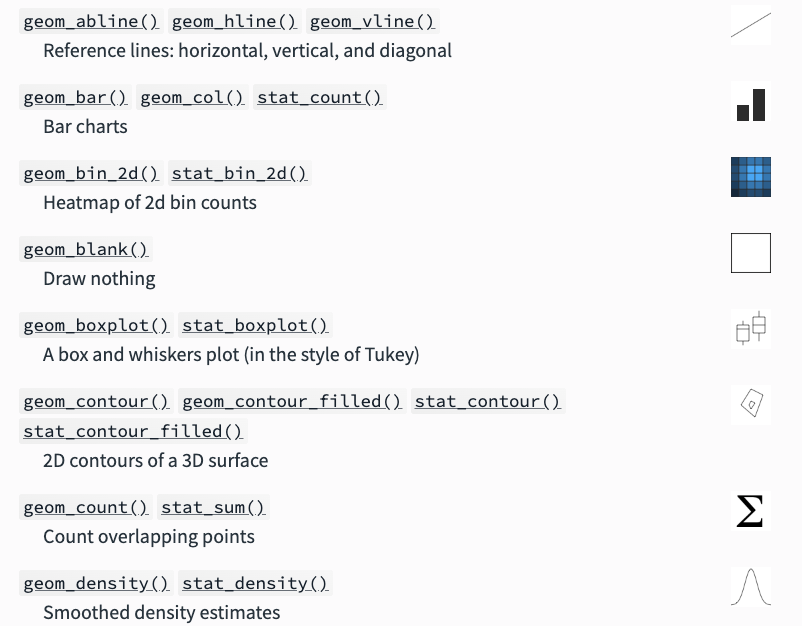 geom_abline() geom_hline() geom_vline()
Reference lines: horizontal, vertical, and diagonal
geom_bar() geom_col() stat_count()
Bar charts
geom_bin_2d() stat_bin_2d()
Heatmap of 2d bin counts
geom_blank()
Draw nothing
geom_boxplot() stat_boxplot()
A box and whiskers plot (in the style of Tukey)
geom_contour() geom_contour_filled() stat_contour()
stat_contour_filled()
2D contours of a 3D surface
geom_count() stat_sum()
Σ
Count overlapping points
geom_density() stat_density()
Smoothed density estimates